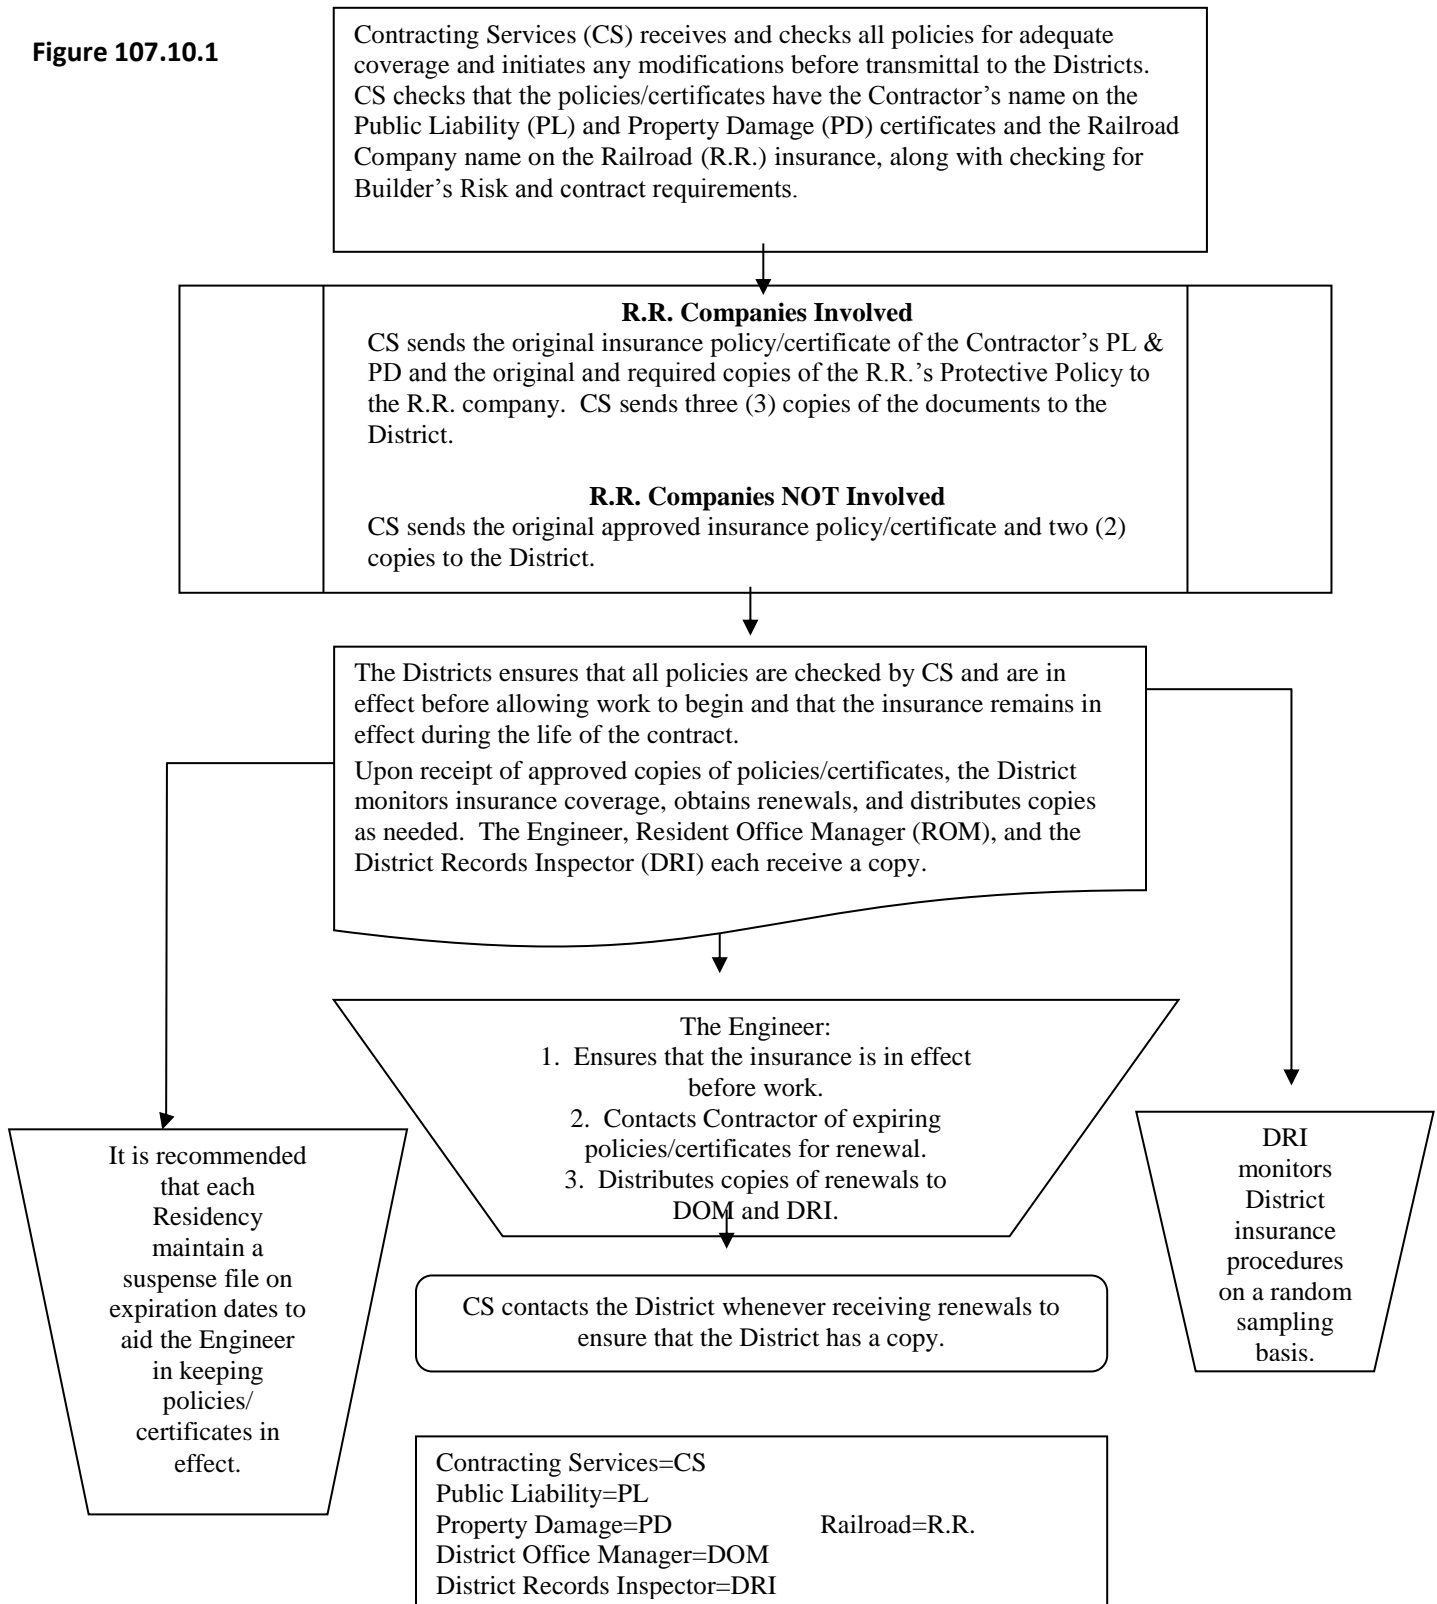 Figure 107.10.1
Contracting Services (CS) receives and checks all policies for adequate
coverage and initiates any modifications before transmittal to the Districts.
CS checks that the policies/certificates have the Contractor’s name on the
Public Liability (PL) and Property Damage (PD) certificates and the Railroad
Company name on the Railroad (R.R.) insurance, along with checking for
Builder’s Risk and contract requirements.
R.R. Companies Involved
CS sends the original insurance policy/certificate of the Contractor’s PL &
PD and the original and required copies of the R.R.’s Protective Policy to
the R.R. company.  CS sends three (3) copies of the documents to the
District.
R.R. Companies NOT Involved
CS sends the original approved insurance policy/certificate and two (2)
copies to the District.
The Districts ensures that all policies are checked by CS and are in
effect before allowing work to begin and that the insurance remains in
effect during the life of the contract.
Upon receipt of approved copies of policies/certificates, the District
monitors insurance coverage, obtains renewals, and distributes copies
as needed.  The Engineer, Resident Office Manager (ROM), and the
District Records Inspector (DRI) each receive a copy.
The Engineer:
1.  Ensures that the insurance is in effect
before work.
2.  Contacts Contractor of expiring
policies/certificates for renewal.
3.  Distributes copies of renewals to
DOM and DRI.
It is recommended
that each
Residency
maintain a
suspense file on
expiration dates to
aid the Engineer
in keeping
policies/
certificates in
effect.
DRI
monitors
District
insurance
procedures
on a random
sampling
basis.
CS contacts the District whenever receiving renewals to
ensure that the District has a copy.
Contracting Services=CS
Public Liability=PL
Property Damage=PD Railroad=R.R.
District Office Manager=DOM
District Records Inspector=DRI